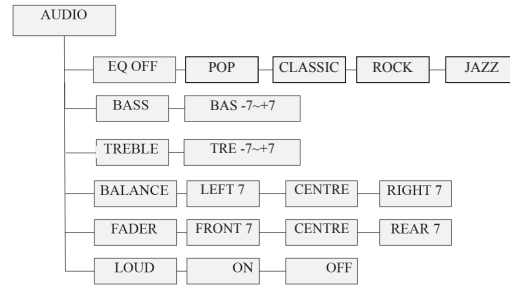 AUDIO
EQ OFF POP CLASSIC ROCK JAZZ
BASS BAS -7~+7
TREBLE TRE -7~+7
BALANCE LEFT 7 CENTRE RIGHT 7
FADER FRONT 7 CENTRE REAR 7
LOUD ON OFF